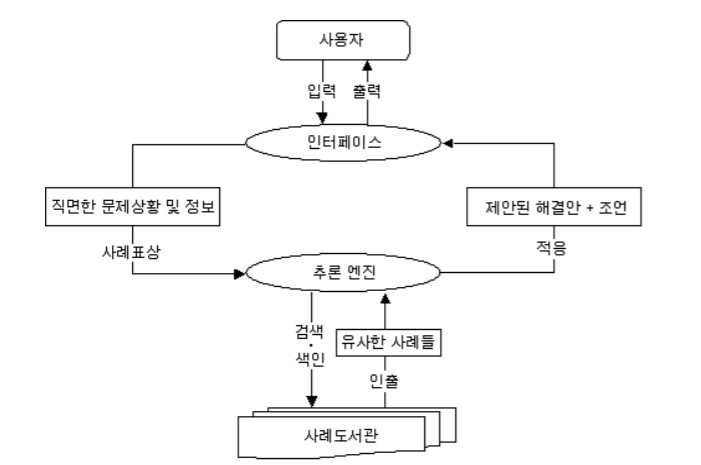 사용자
입력
출력
인터페이스
직면한 문제상황 및 정보
제안된 해결안 + 조언
사례표상
적응
추론 엔진
검색
·
색인
유사한 사례들
인출
사례도서관